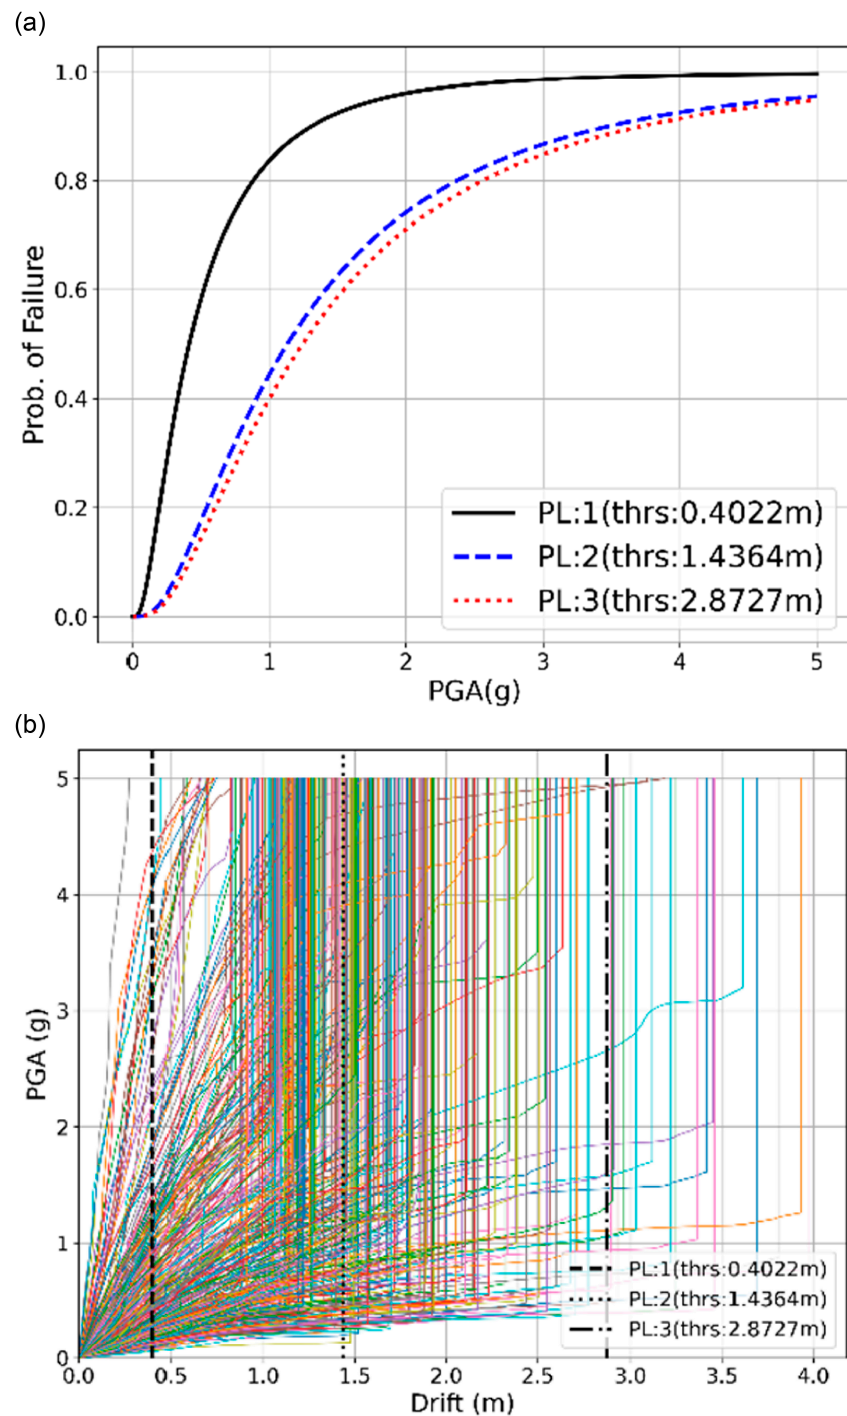 (a)
1.0
0.8
0.6
0.4
0.2
0.0
Prob. of Failure
PL:1(thrs:0.4022m)
PL:2(thrs:1.4364m)
PL:3(thrs:2.8727m)
0 1 2 3 4 5
PGA(g)
(b)
5
4
3
2
1
0
PGA (g)
PL:1(thrs:0.4022m)
PL:2(thrs:1.4364m)
PL:3(thrs:2.8727m)
0.0 0.5 1.0 1.5 2.0 2.5 3.0 3.5 4.0
Drift (m)